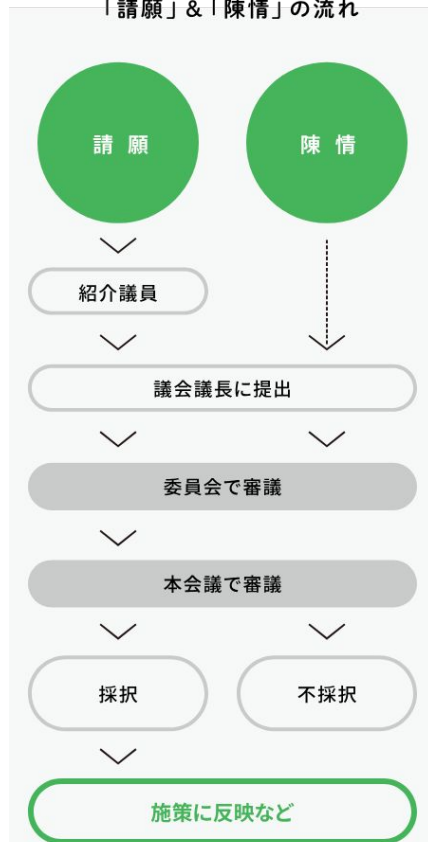 「請願」&「陳情」の流れ
請願
陳情
紹介議員
議会議長に提出
委員会で審議
本会議で審議
採択
不採択
施策に反映など